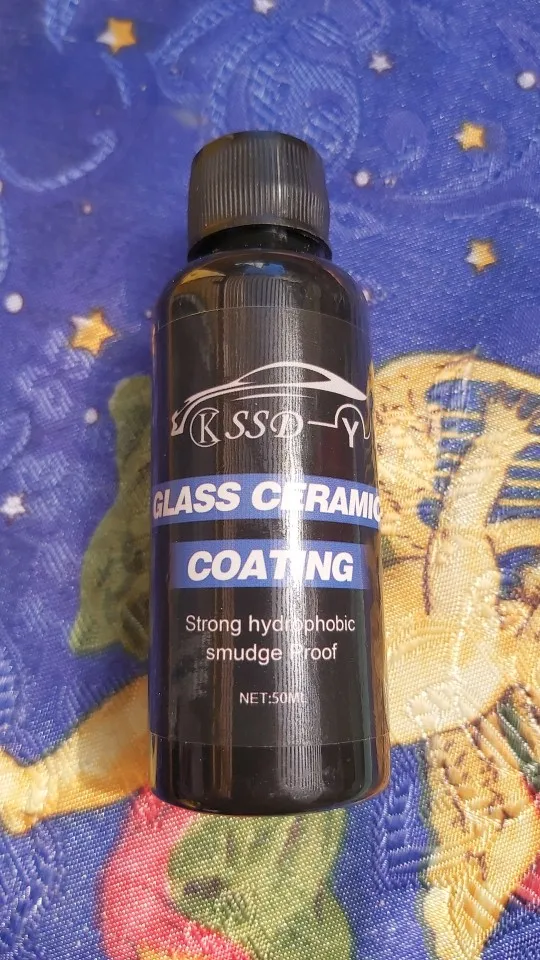 KSSD-Y
GLASS CERAMIC
COATING
Strong hydrophobic
smudge Proof
NET:50ML